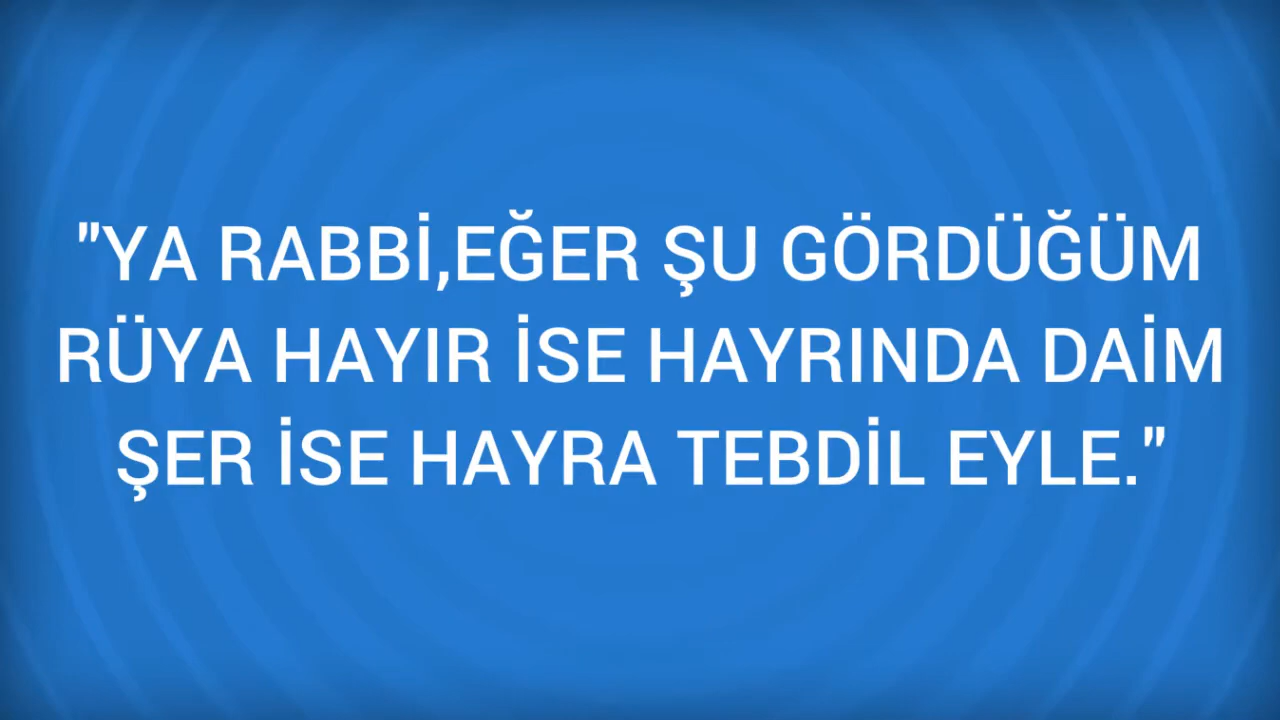 "YA RABBİ,EĞER ŞU GÖRDÜĞÜM
RÜYA HAYIR İSE HAYRINDA DAİM
ŞER İSE HAYRA TEBDİL EYLE."